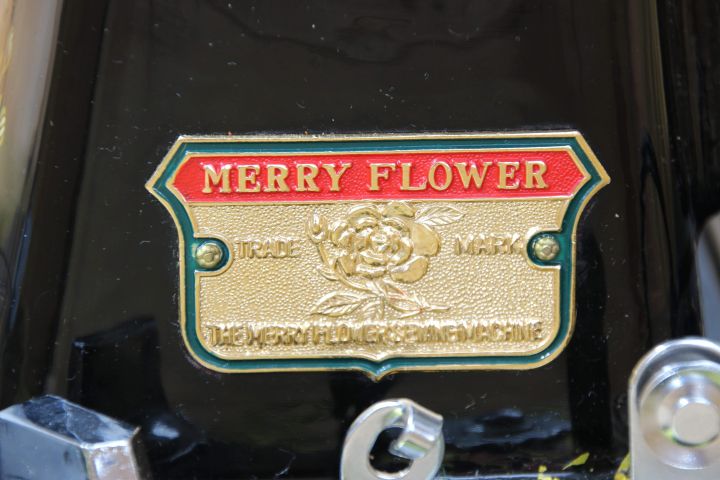 MERRY FLOWER
TRADE MARK
THE MERRY FLOWER SEWING MACHINE